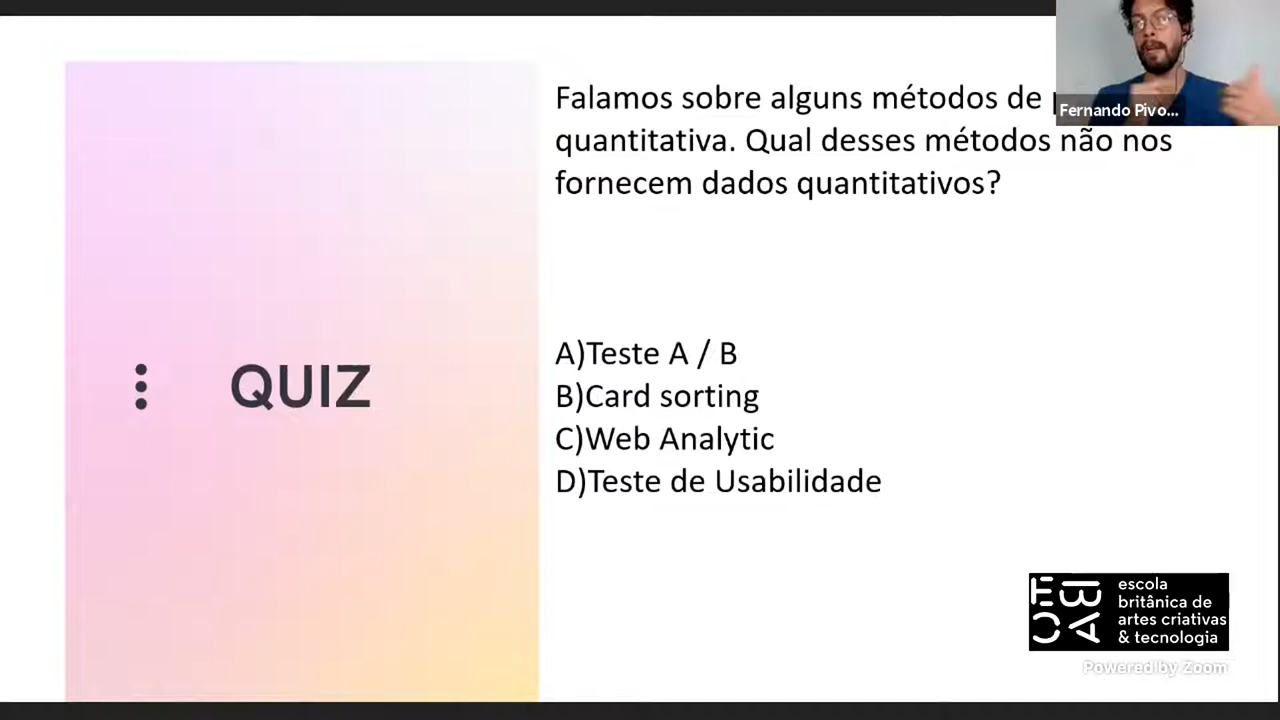 Falamos sobre alguns métodos de
quantitativa. Qual desses métodos não nos
fornecem dados quantitativos?
Fernando Pivo...
QUIZ
A)Teste A / B
B)Card sorting
C)Web Analytic
D)Teste de Usabilidade
EBAC
escola
britânica de
artes criativas
& tecnologia
Powered by Zoom